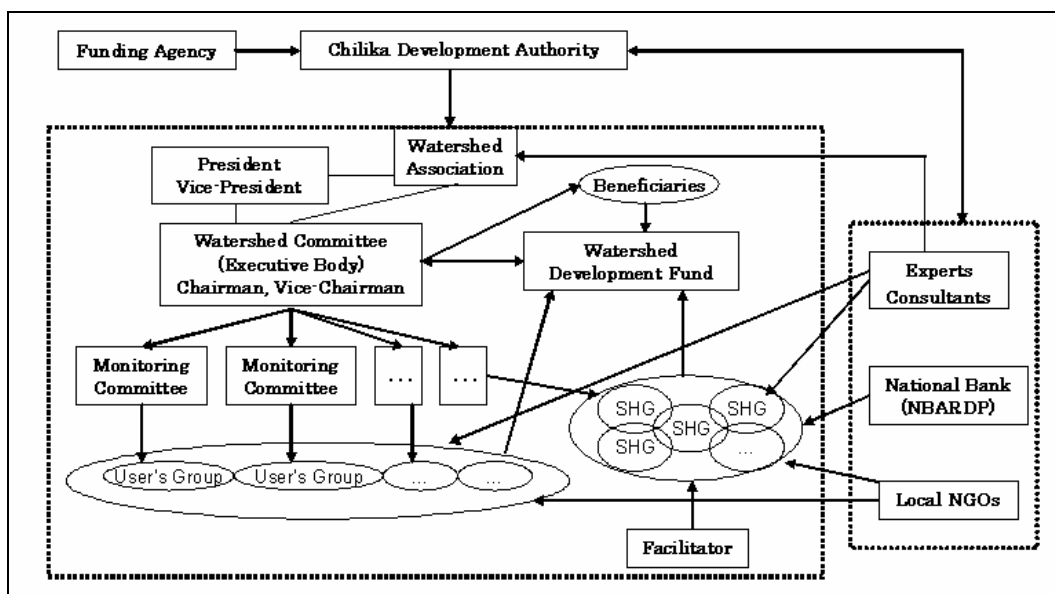 Funding Agency
Chilika Development Authority
Watershed
Association
President
Vice-President
Beneficiaries
Watershed Committee
(Executive Body)
Chairman, Vice-Chairman
Watershed
Development Fund
Experts
Consultants
Monitoring
Committee
Monitoring
Committee
...
...
National Bank
(NBARDP)
SHG
SHG
SHG
SHG
...
User's Group
User's Group
...
...
Local NGOs
Facilitator